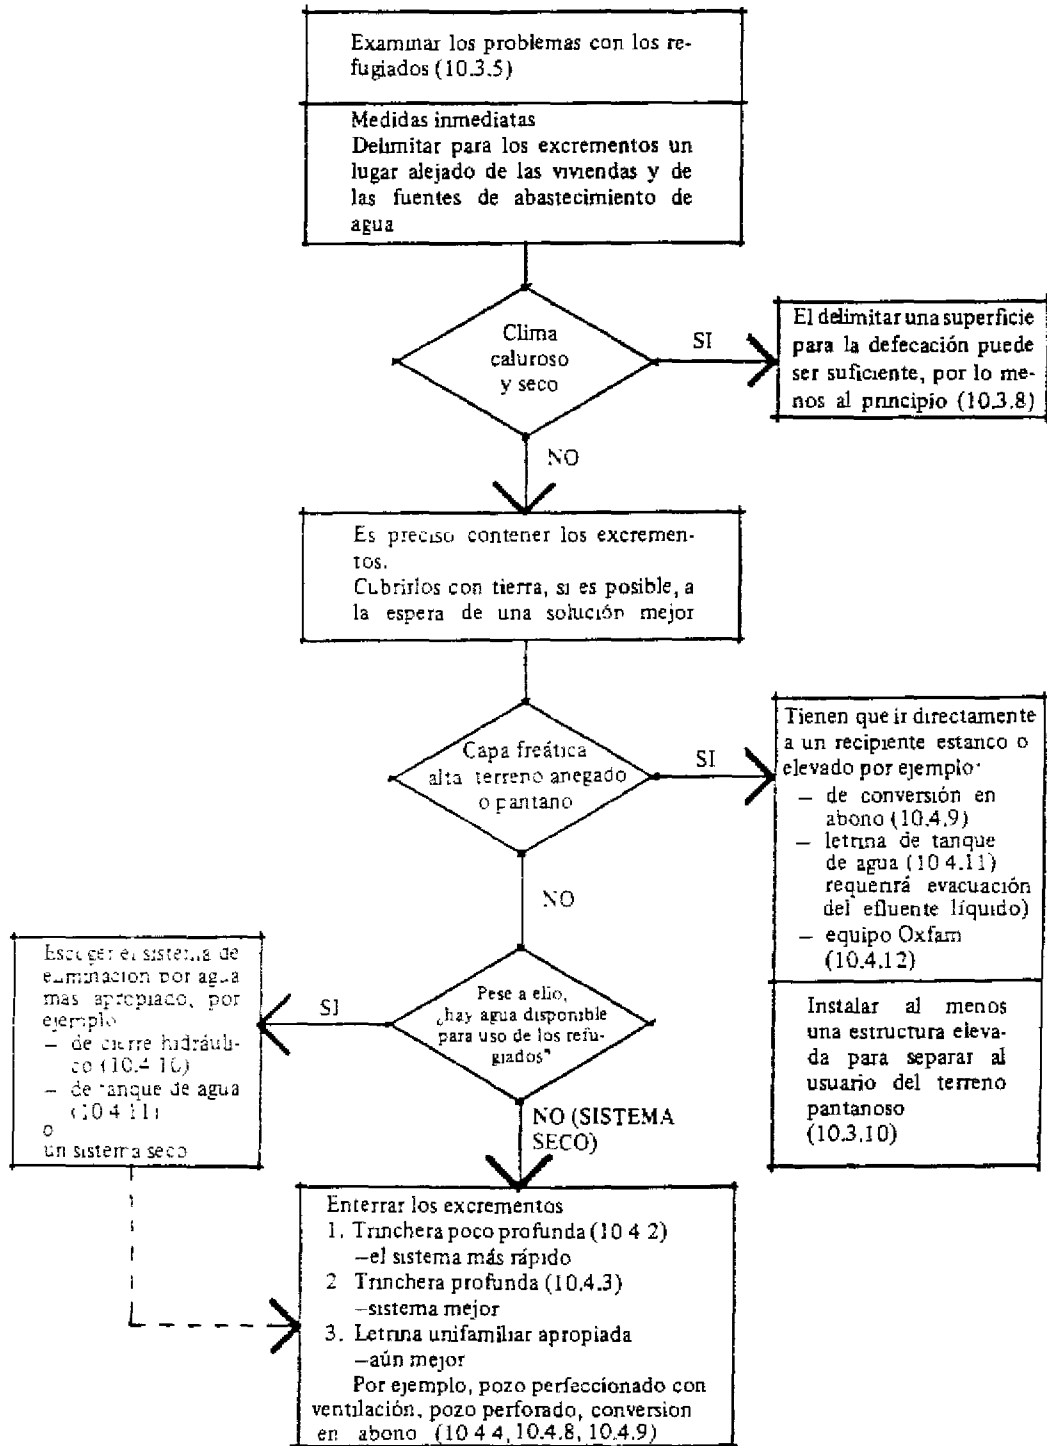 Examinar los problemas con los re-
fugiados (10.3.5)
Medidas inmediatas
Delimitar para los excrementos un
lugar alejado de las viviendas y de
las fuentes de abastecimiento de
agua
Clima
caluroso
y seco
SI
El delimitar una superficie
para la defecación puede
ser suficiente, por lo me-
nos al principio (10.3.8)
NO
Es preciso contener los excremen-
tos.
Cubrirlos con tierra, si es posible, a
la espera de una solución mejor
Capa freática
alta terreno anegado
o pantano
SI
Tienen que ir directamente
a un recipiente estanco o
elevado por ejemplo:
— de conversión en
abono (10.4.9)
— letrina de tanque
de agua (10 4.11)
requerirá evacuación
del efluente líquido)
— equipo Oxfam
(10.4.12)
Instalar al menos
una estructura eleva-
da para separar al
usuario del terreno
pantanoso
(10.3.10)
NO
Pese a ello,
¿hay agua disponible
para uso de los refu-
giados?
SI
Escoger el sistema de
eliminación por agua
más apropiado, por
ejemplo
— de cierre hidráuli-
co (10.4 10)
— de tanque de agua
(10 4 11)
o
un sistema seco
NO (SISTEMA
SECO)
Enterrar los excrementos
1. Trinchera poco profunda (10 4 2)
—el sistema más rápido
2 Trinchera profunda (10.4.3)
—sistema mejor
3. Letrina unifamiliar apropiada
—aún mejor
Por ejemplo, pozo perfeccionado con
ventilación, pozo perforado, conversion
en abono (10 4 4, 10.4.8, 10.4.9)